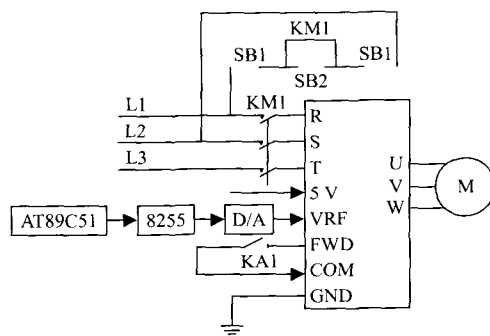 KM1
SB1 SB1
SB2
L1 KM1 R
L2 S
L3 T
U
5 V V M
W
AT89C51 8255 D/A VRF
FWD
KA1 COM
GND